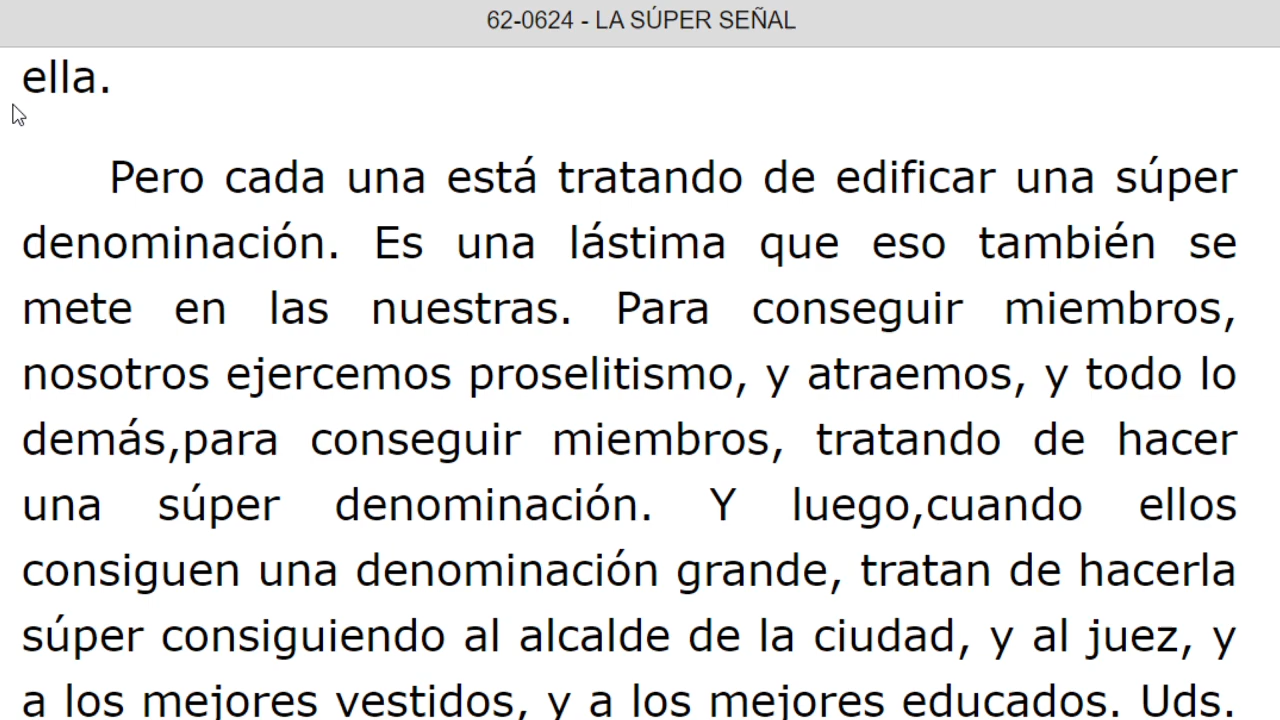 62-0624 - LA SÚPER SEÑAL
ella.
Pero cada una está tratando de edificar una súper
denominación. Es una lástima que eso también se
mete en las nuestras. Para conseguir miembros,
nosotros ejercemos proselitismo, y atraemos, y todo lo
demás,para conseguir miembros, tratando de hacer
una súper denominación. Y luego,cuando ellos
consiguen una denominación grande, tratan de hacerla
súper consiguiendo al alcalde de la ciudad, y al juez, y
a los mejores vestidos, y a los mejores educados. Uds.